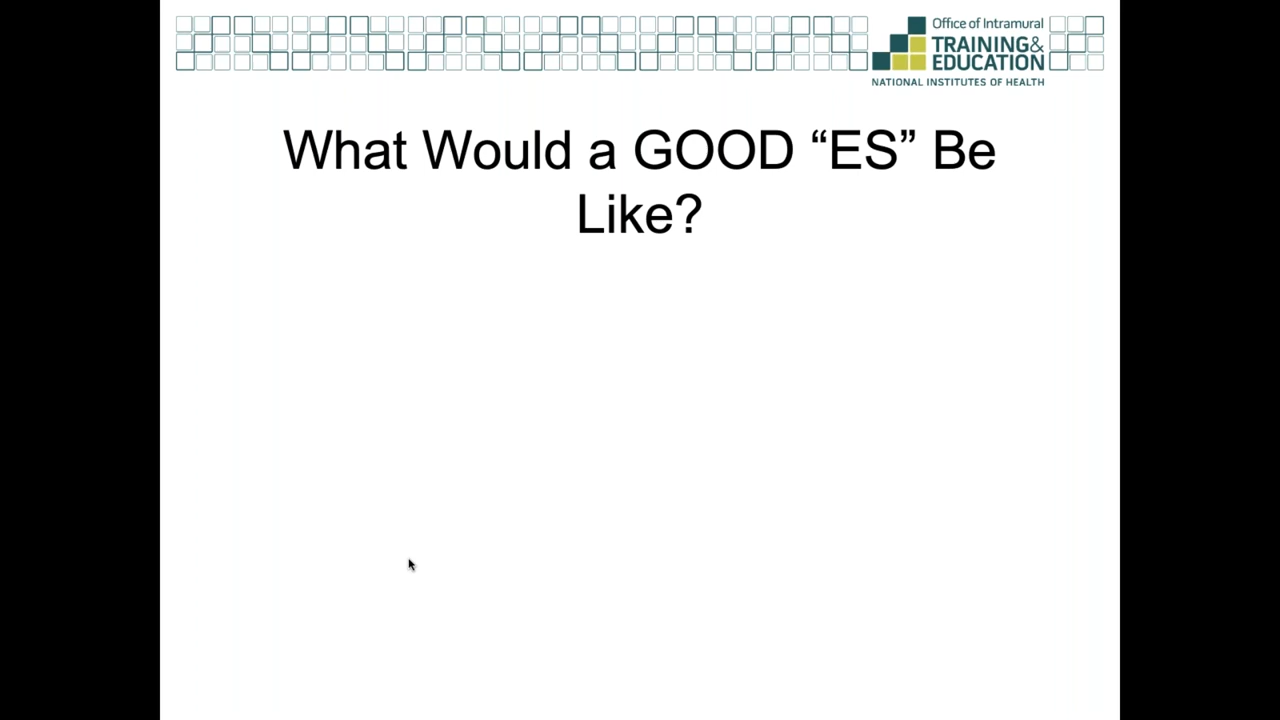 Office of Intramural
TRAINING&
EDUCATION
NATIONAL INSTITUTES OF HEALTH
What Would a GOOD “ES” Be
Like?